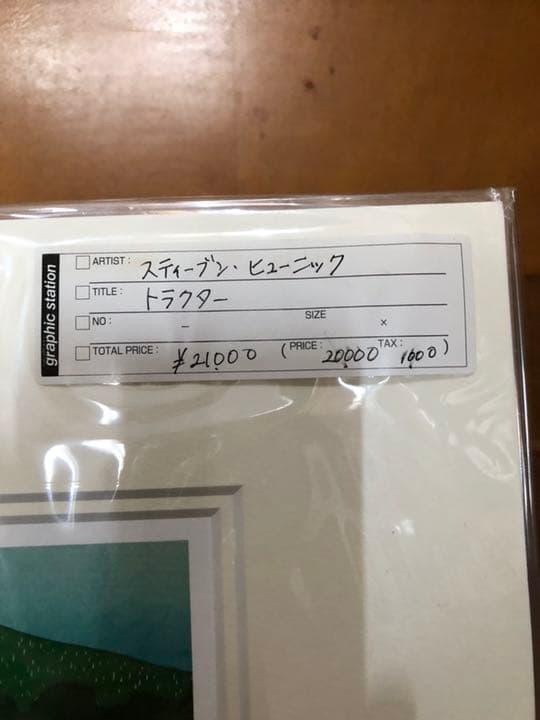 graphic station
ARTIST : スティーブン・ヒューニック
TITLE : トラクター
NO : - SIZE ×
TOTAL PRICE : ¥21,000 (PRICE : 20,000 TAX : 1,000)